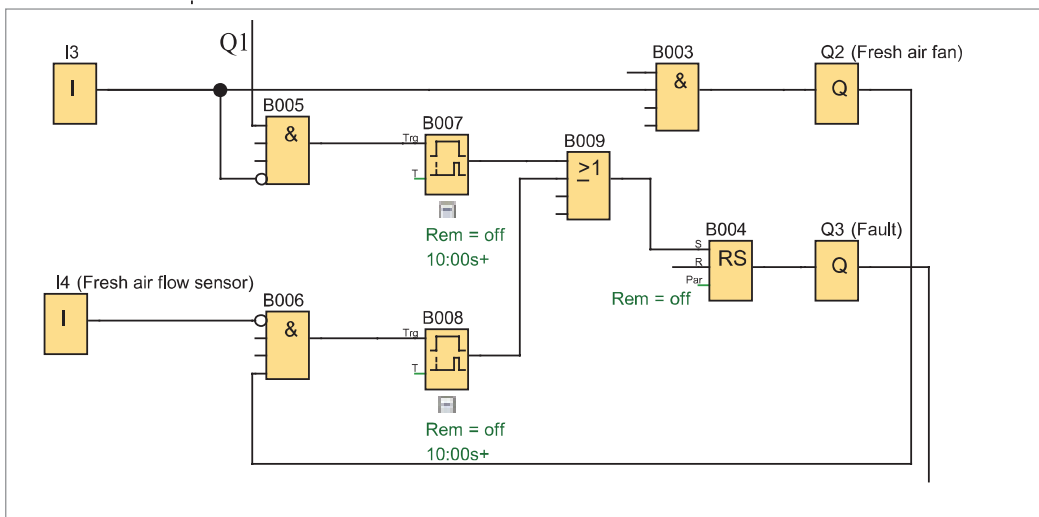 Q1
I3
I
B005
&
B003
&
Q2 (Fresh air fan)
Q
B007
Trg
T
Rem = off
10:00s+
B009
≥1
B004
S
R
Par
RS
Rem = off
Q3 (Fault)
Q
I4 (Fresh air flow sensor)
I
B006
&
B008
Trg
T
Rem = off
10:00s+